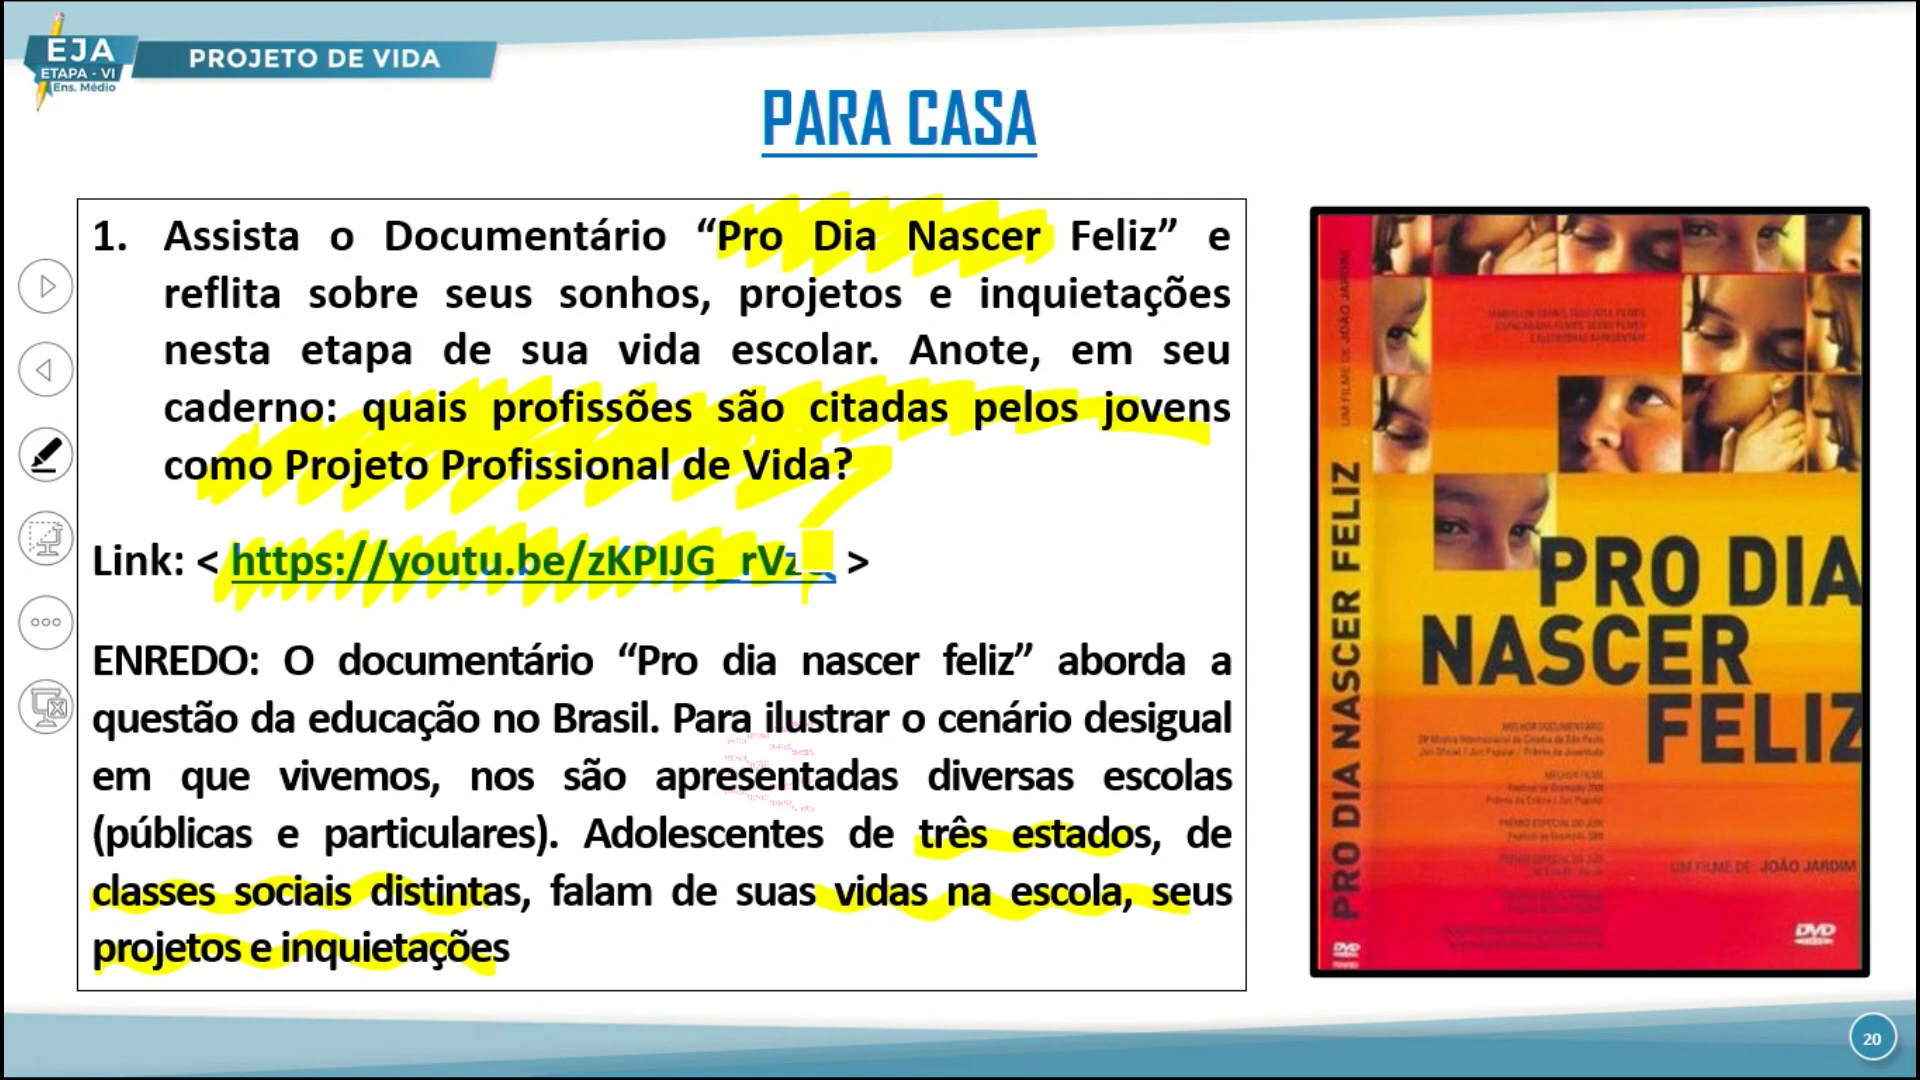 EJA
ETAPA - VI
Ens. Médio
PROJETO DE VIDA
PARA CASA
1. Assista o Documentário “Pro Dia Nascer Feliz” e
reflita sobre seus sonhos, projetos e inquietações
nesta etapa de sua vida escolar. Anote, em seu
caderno: quais profissões são citadas pelos jovens
como Projeto Profissional de Vida?
Link: < https://youtu.be/zKPIJG_rVz >
ENREDO: O documentário “Pro dia nascer feliz” aborda a
questão da educação no Brasil. Para ilustrar o cenário desigual
em que vivemos, nos são apresentadas diversas escolas
(públicas e particulares). Adolescentes de três estados, de
classes sociais distintas, falam de suas vidas na escola, seus
projetos e inquietações
UM FILME DE JOÃO JARDIM
PRO DIA NASCER FELIZ
DVD
PRO DIA
NASCER
FELIZ
UM FILME DE JOÃO JARDIM
DVD
20